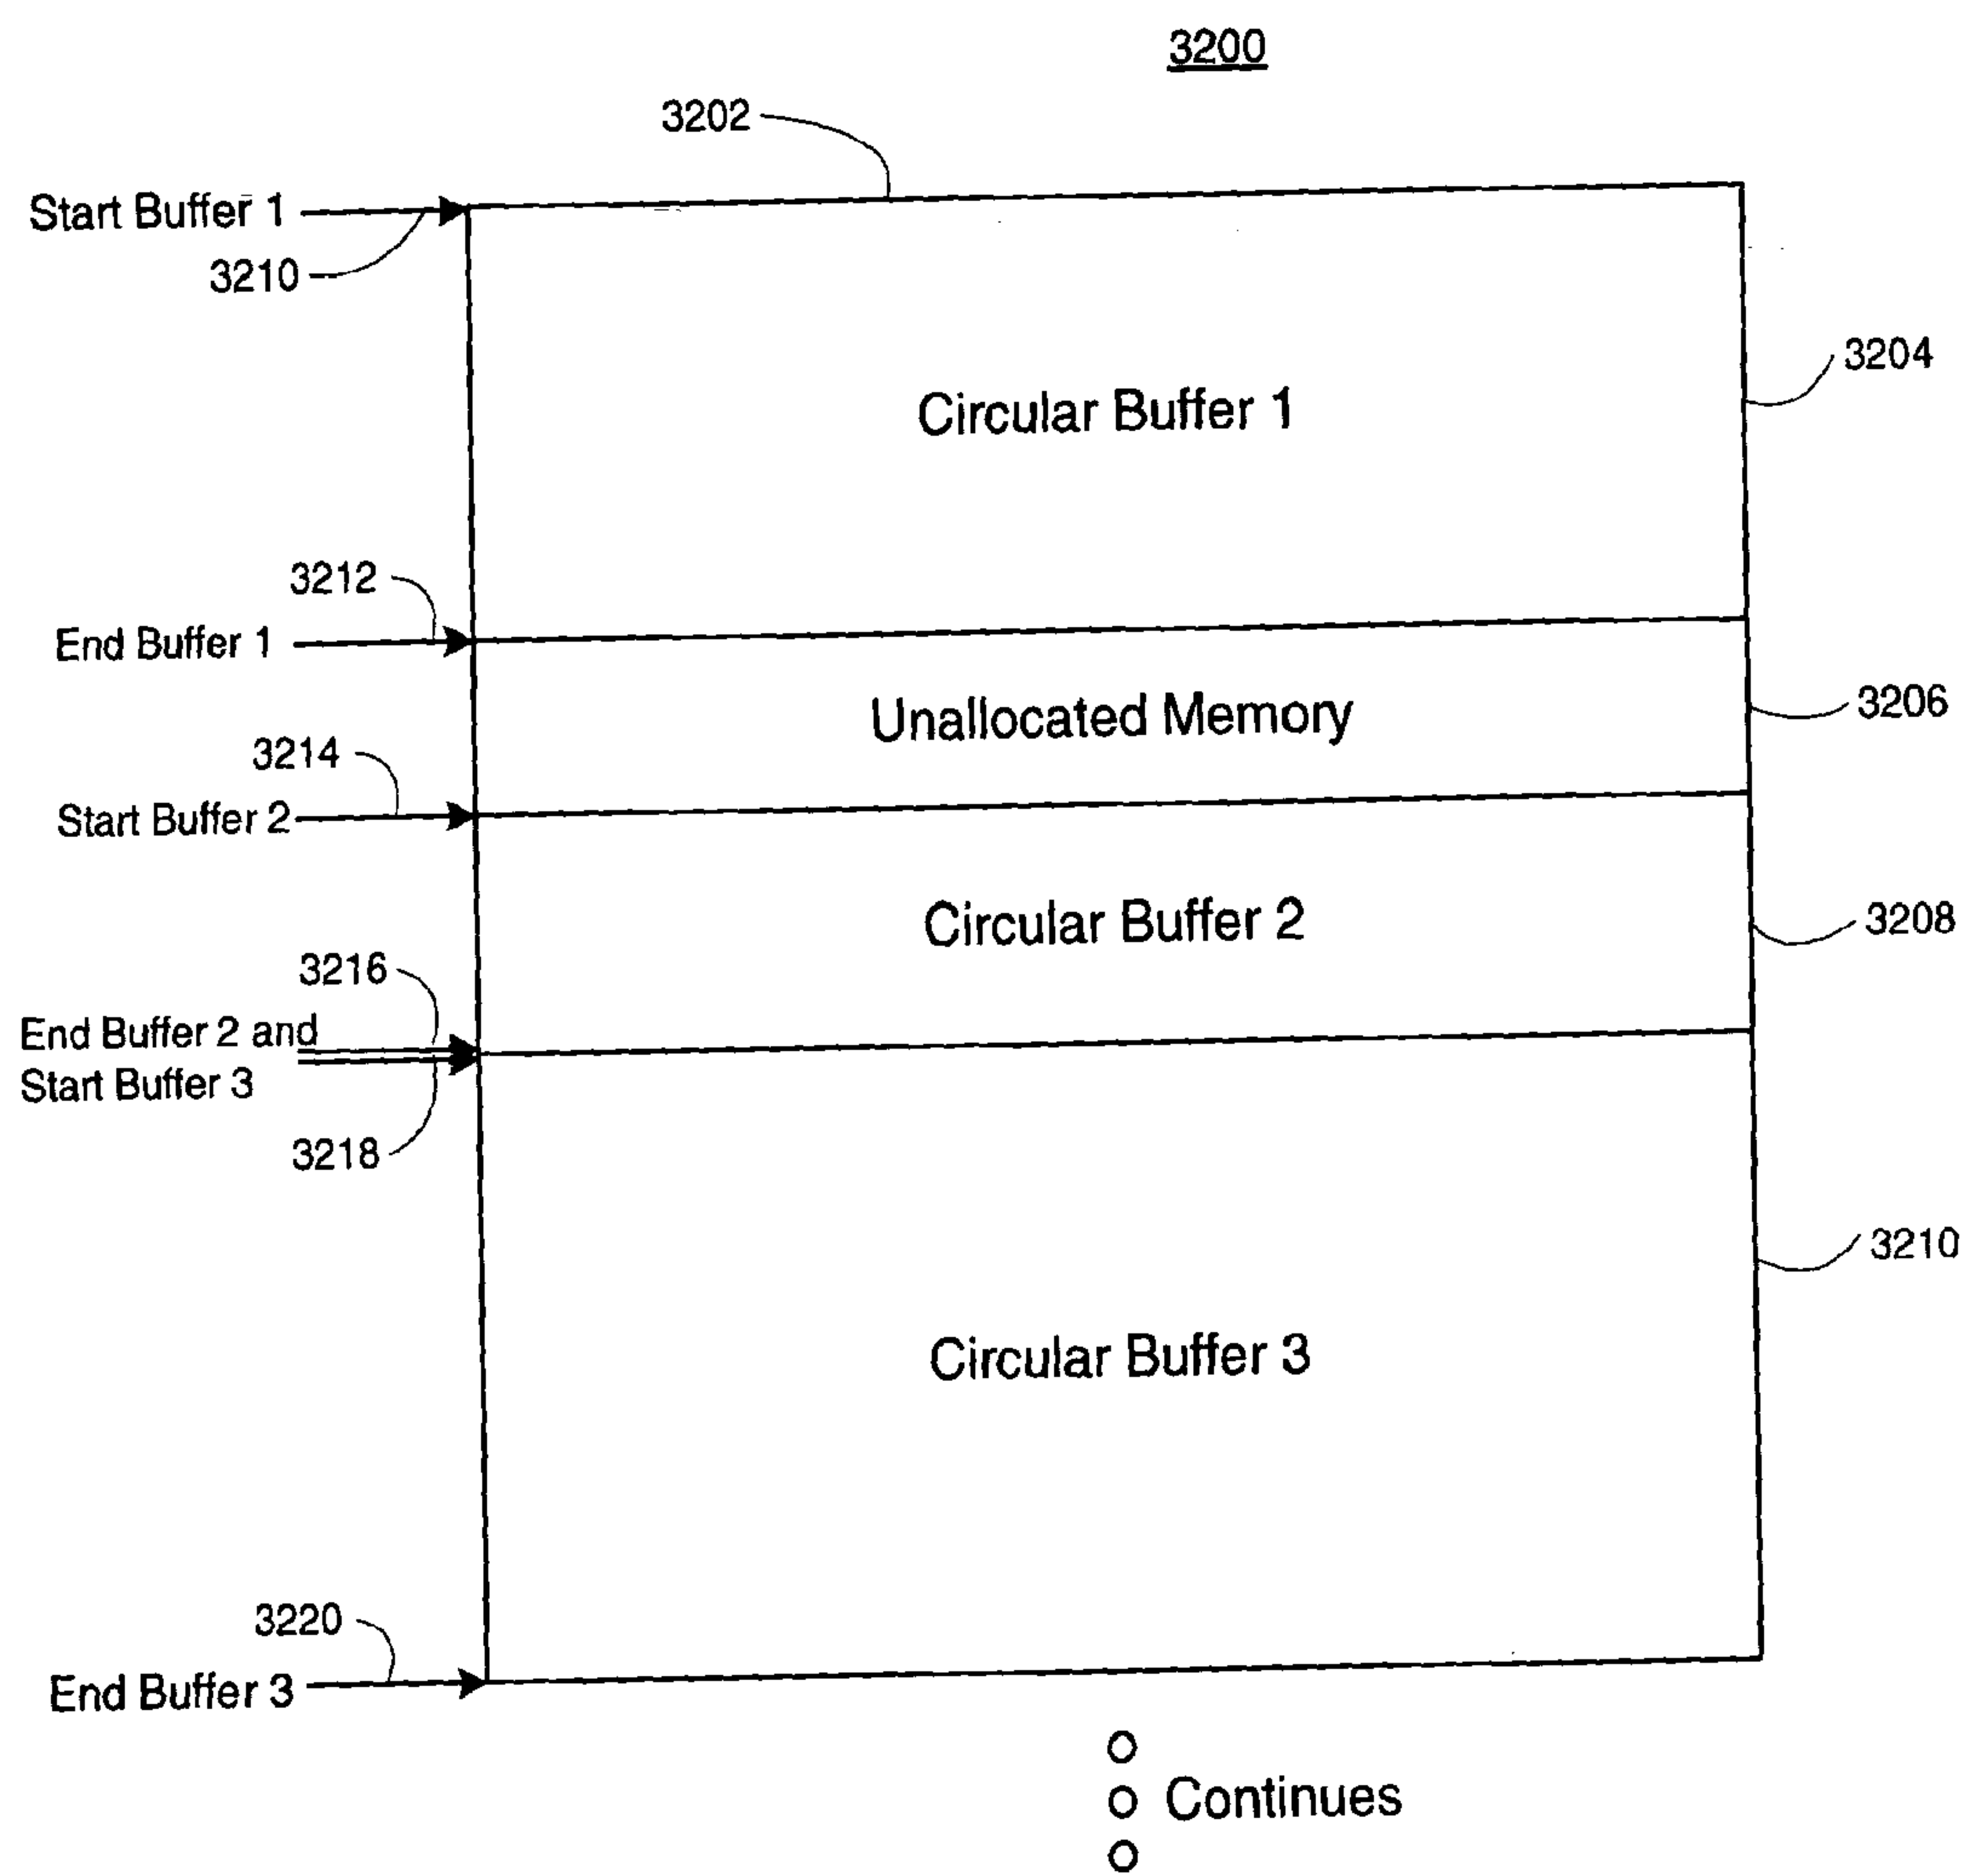 3200
3202
Start Buffer 1
3210
3204
Circular Buffer 1
3212
End Buffer 1
Unallocated Memory
3206
3214
Start Buffer 2
Circular Buffer 2
3208
3216
End Buffer 2 and
Start Buffer 3
3218
3210
Circular Buffer 3
3220
End Buffer 3
Continues